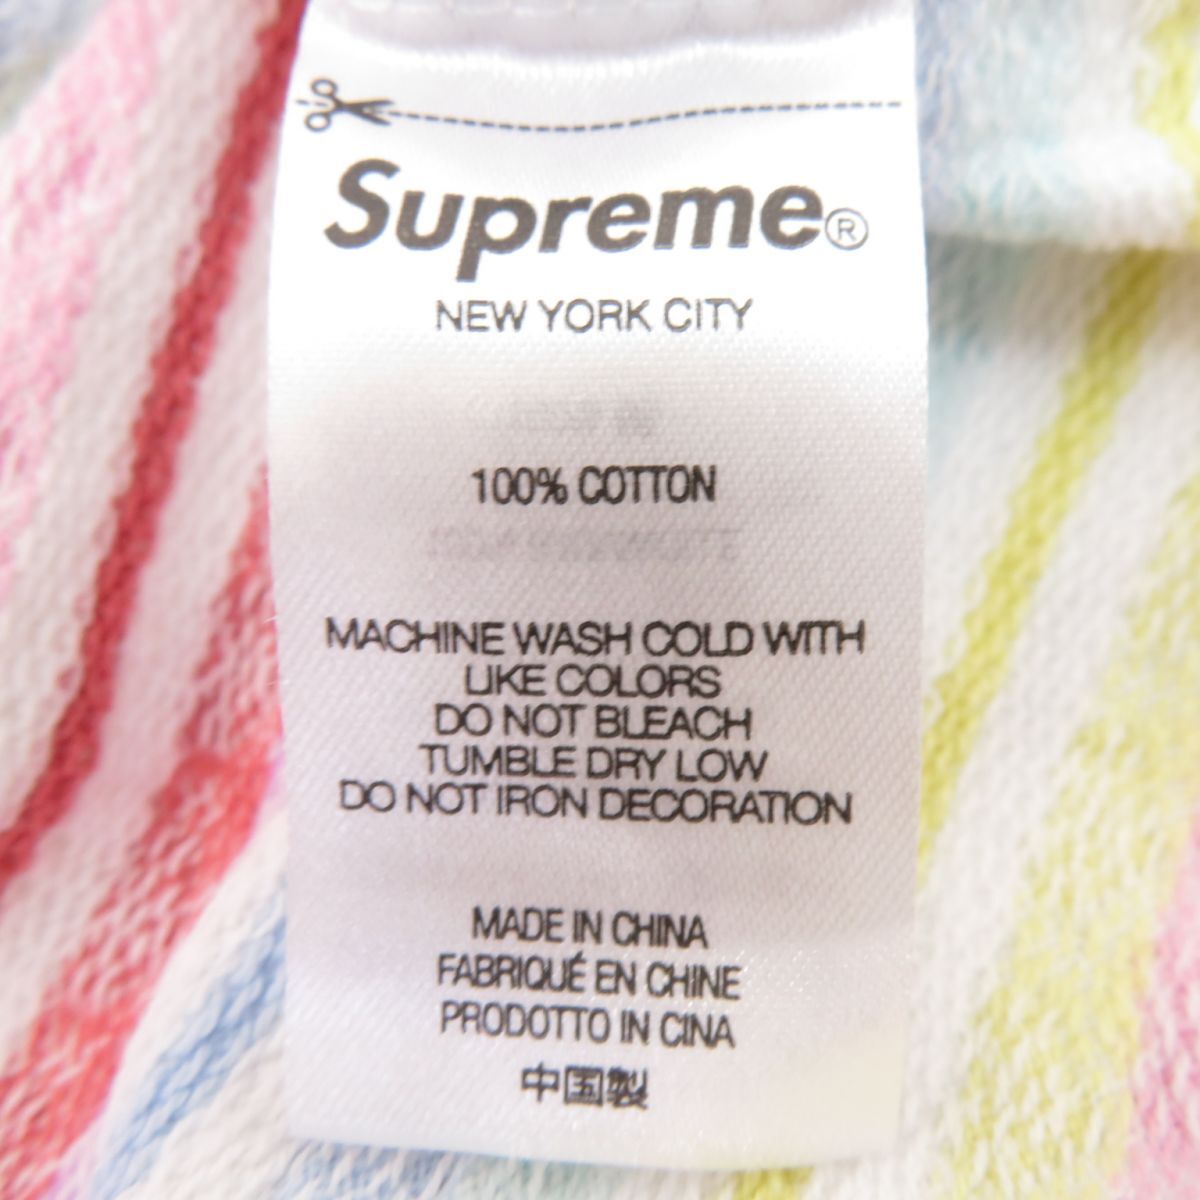 Supreme®
NEW YORK CITY
100% COTTON
MACHINE WASH COLD WITH
LIKE COLORS
DO NOT BLEACH
TUMBLE DRY LOW
DO NOT IRON DECORATION
MADE IN CHINA
FABRIQUÉ EN CHINE
PRODOTTO IN CINA
中国製